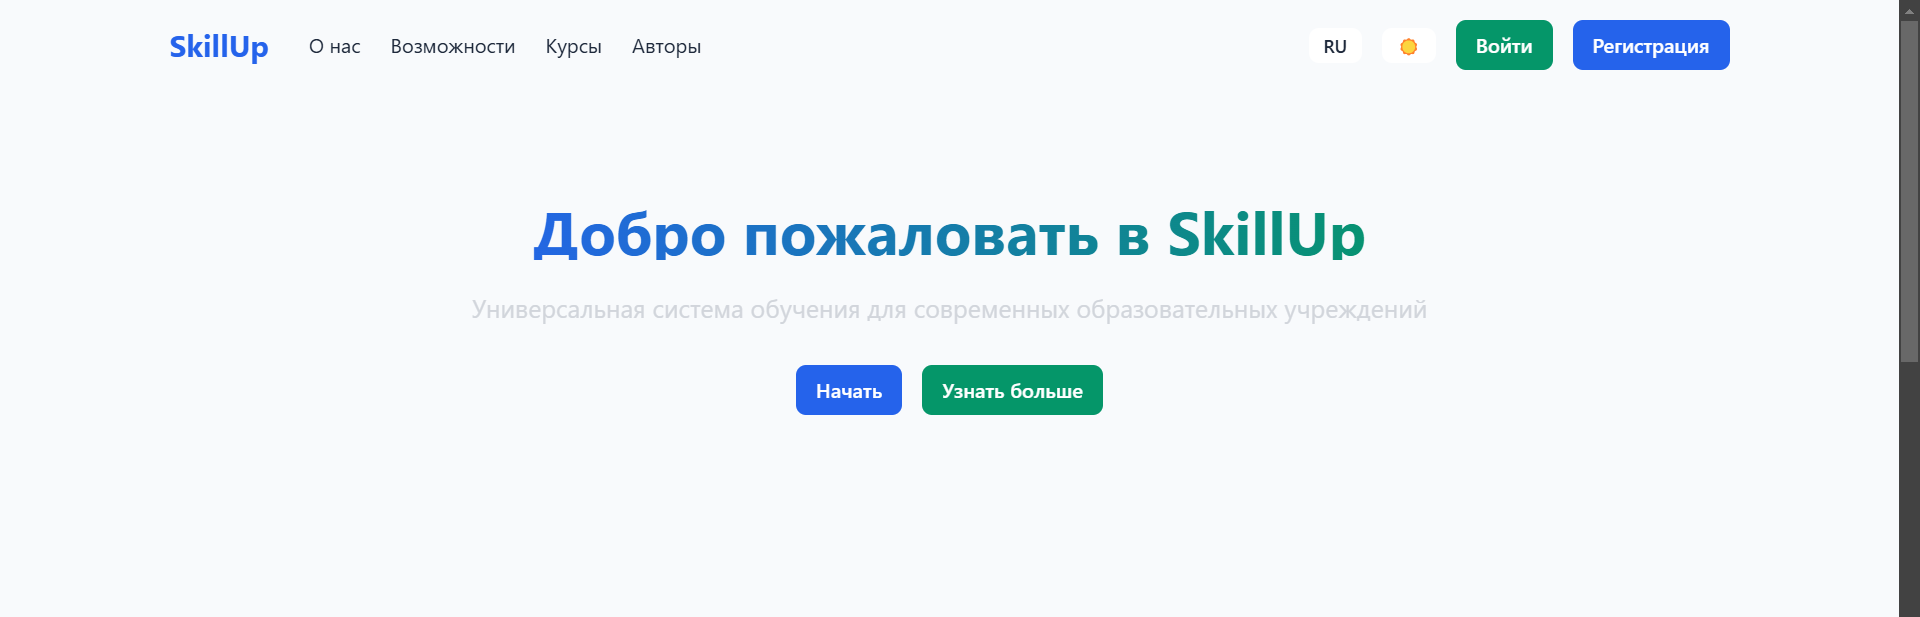 SkillUp О нас Возможности Курсы Авторы RU Войти Регистрация
Добро пожаловать в SkillUp
Универсальная система обучения для современных образовательных учреждений
Начать Узнать больше